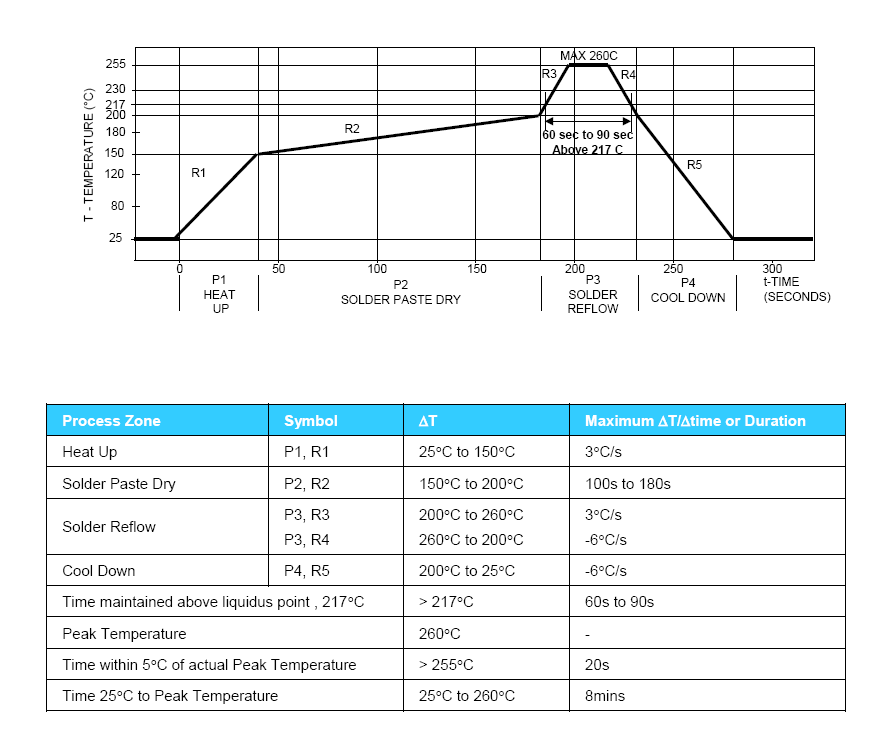 MAX 260C
255
R3
R4
230
217
200
R2
180
60 sec to 90 sec
Above 217 C
150
R5
120
R1
80
25
T - TEMPERATURE (°C)
0
50
100
150
200
250
300
P1
HEAT
UP
P2
SOLDER PASTE DRY
P3
SOLDER
REFLOW
P4
COOL DOWN
t-TIME
(SECONDS)
Process Zone Symbol ΔT Maximum ΔT/Δtime or Duration
Heat Up P1, R1 25°C to 150°C 3°C/s
Solder Paste Dry P2, R2 150°C to 200°C 100s to 180s
Solder Reflow
P3, R3 200°C to 260°C 3°C/s
P3, R4 260°C to 200°C -6°C/s
Cool Down P4, R5 200°C to 25°C -6°C/s
Time maintained above liquidus point , 217°C > 217°C 60s to 90s
Peak Temperature 260°C -
Time within 5°C of actual Peak Temperature > 255°C 20s
Time 25°C to Peak Temperature 25°C to 260°C 8mins